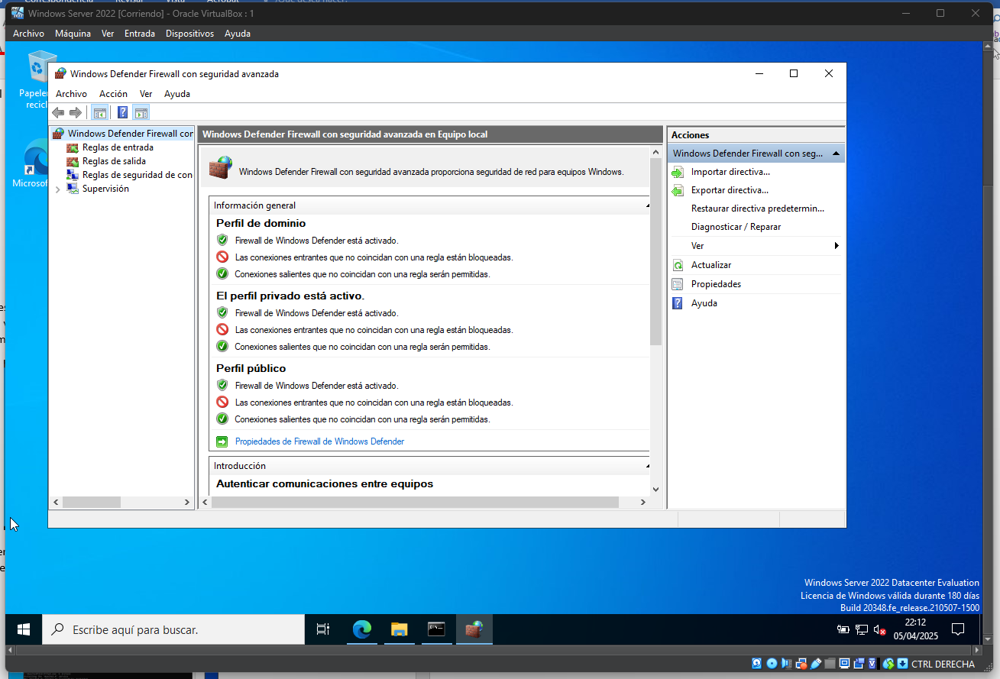 Correspondencia Revisar Vista Acrobat ¿Qué desea hacer?
Windows Server 2022 [Corriendo] - Oracle VirtualBox : 1
Archivo Máquina Ver Entrada Dispositivos Ayuda
Windows Defender Firewall con seguridad avanzada
Archivo Acción Ver Ayuda
Papeler
recicl
Microsof
Windows Defender Firewall con
Reglas de entrada
Reglas de salida
Reglas de seguridad de con
Supervisión
Windows Defender Firewall con seguridad avanzada en Equipo local
Windows Defender Firewall con seguridad avanzada proporciona seguridad de red para equipos Windows.
Información general
Perfil de dominio
Firewall de Windows Defender está activado.
Las conexiones entrantes que no coincidan con una regla están bloqueadas.
Conexiones salientes que no coincidan con una regla serán permitidas.
El perfil privado está activo.
Firewall de Windows Defender está activado.
Las conexiones entrantes que no coincidan con una regla están bloqueadas.
Conexiones salientes que no coincidan con una regla serán permitidas.
Perfil público
Firewall de Windows Defender está activado.
Las conexiones entrantes que no coincidan con una regla están bloqueadas.
Conexiones salientes que no coincidan con una regla serán permitidas.
Propiedades de Firewall de Windows Defender
Introducción
Autenticar comunicaciones entre equipos
Acciones
Windows Defender Firewall con seg...
Importar directiva...
Exportar directiva...
Restaurar directiva predetermin...
Diagnosticar / Reparar
Ver
Actualizar
Propiedades
Ayuda
Windows Server 2022 Datacenter Evaluation
Licencia de Windows válida durante 180 días
Build 20348.fe_release.210507-1500
Escribe aquí para buscar.
22:12
05/04/2025
CTRL DERECHA